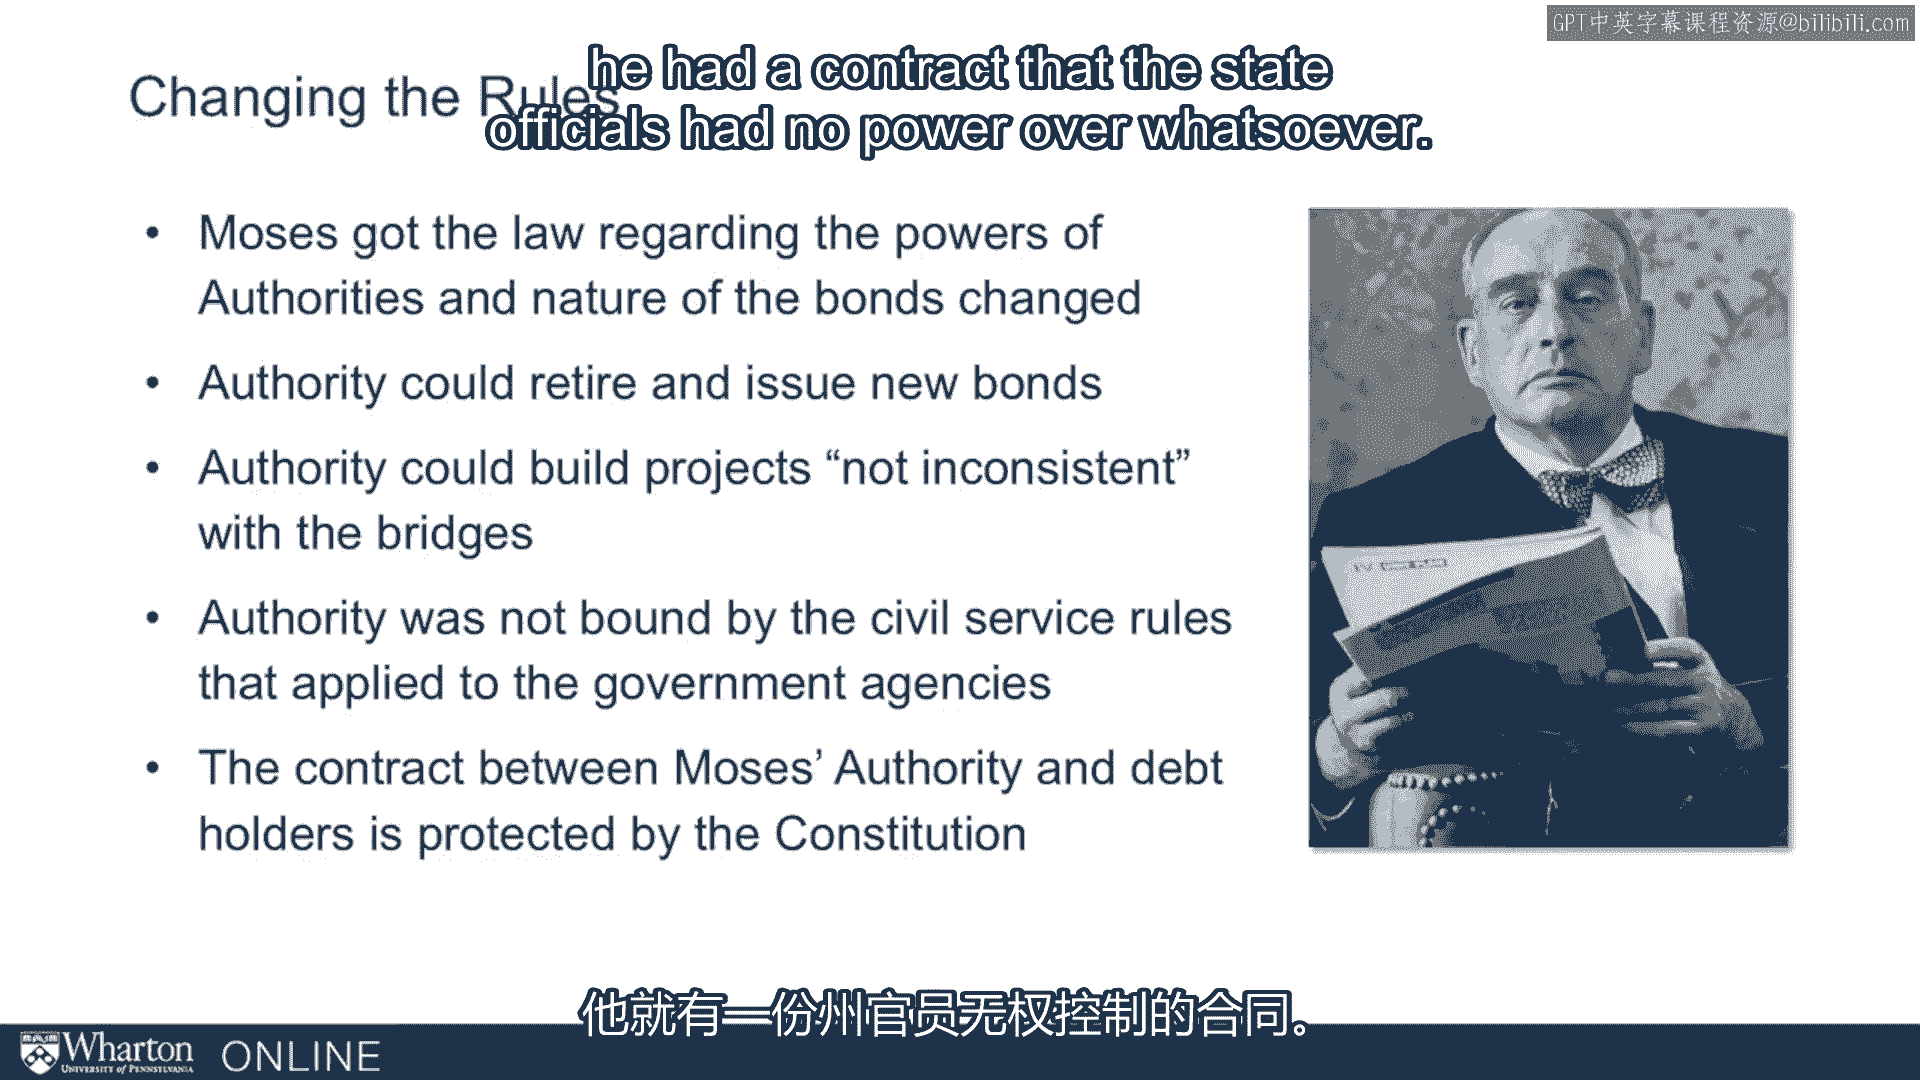 GPT中英字幕课程资源@bilibili.com
he had a contract that the state
officials had no power over whatsoever.
Changing the Rules
• Moses got the law regarding the powers of
Authorities and nature of the bonds changed
• Authority could retire and issue new bonds
• Authority could build projects “not inconsistent”
with the bridges
• Authority was not bound by the civil service rules
that applied to the government agencies
• The contract between Moses’ Authority and debt
holders is protected by the Constitution
他就有一份州官员无权控制的合同。
Wharton ONLINE
UNIVERSITY OF PENNSYLVANIA